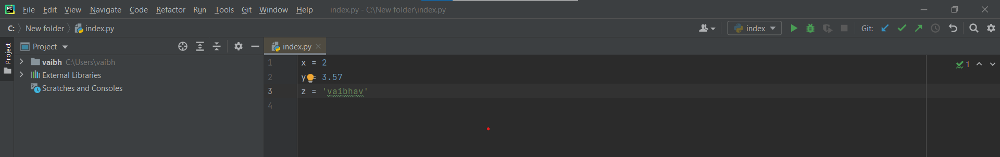 PC File Edit View Navigate Code Refactor Run Tools Git Window Help index.py - C:\New folder\index.py
C: New folder index.py index Git:
Project Project index.py
vaibh C:\Users\vaibh
External Libraries
Scratches and Consoles
1 x = 2 1
2 y = 3.57
3 z = 'vaibhav'
4